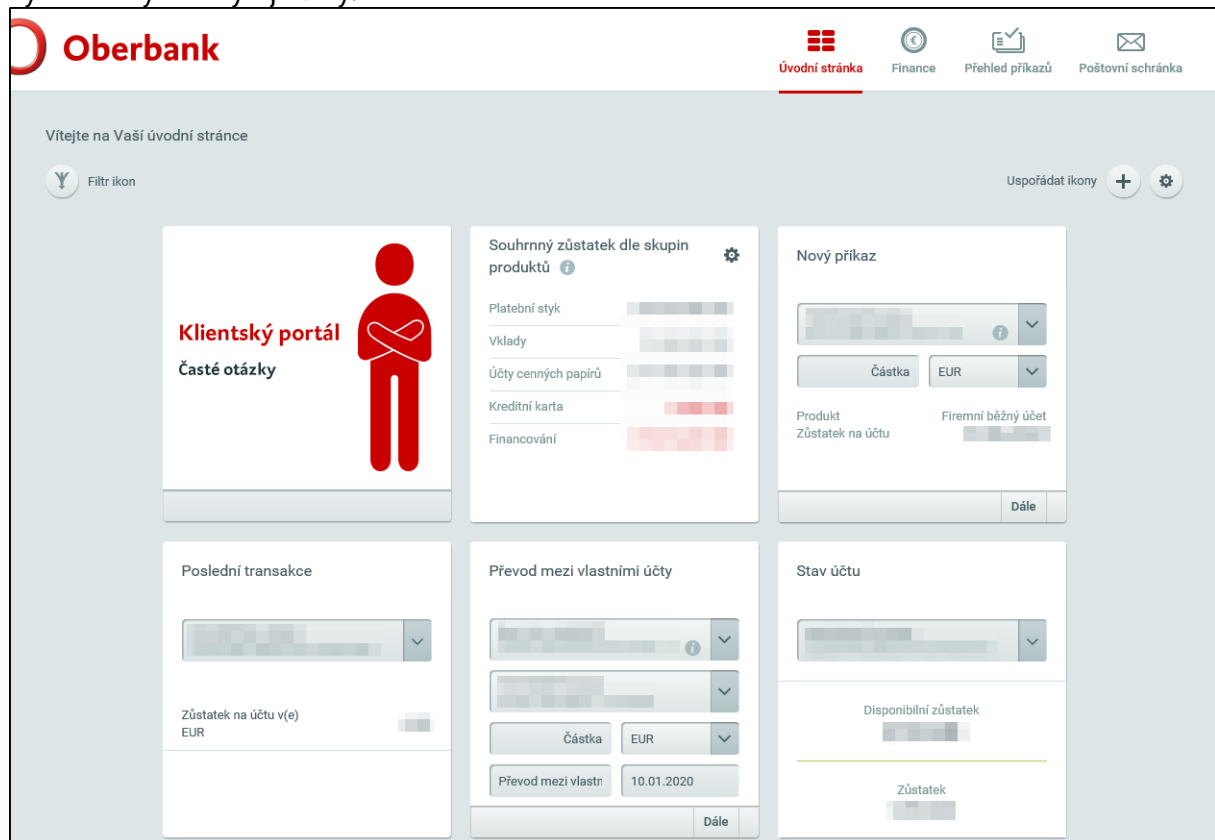 Oberbank
Úvodní stránka
Finance
Přehled příkazů
Poštovní schránka
Vítejte na Vaší úvodní stránce
Filtr ikon
Uspořádat ikony
Klientský portál
Časté otázky
Souhrnný zůstatek dle skupin
produktů
Platební styk
Vklady
Účty cenných papírů
Kreditní karta
Financování
Nový příkaz
Částka
EUR
Produkt
Firemní běžný účet
Zůstatek na účtu
Dále
Poslední transakce
Zůstatek na účtu v(e)
EUR
Převod mezi vlastními účty
Částka
EUR
Převod mezi vlastn
10.01.2020
Dále
Stav účtu
Disponibilní zůstatek
Zůstatek